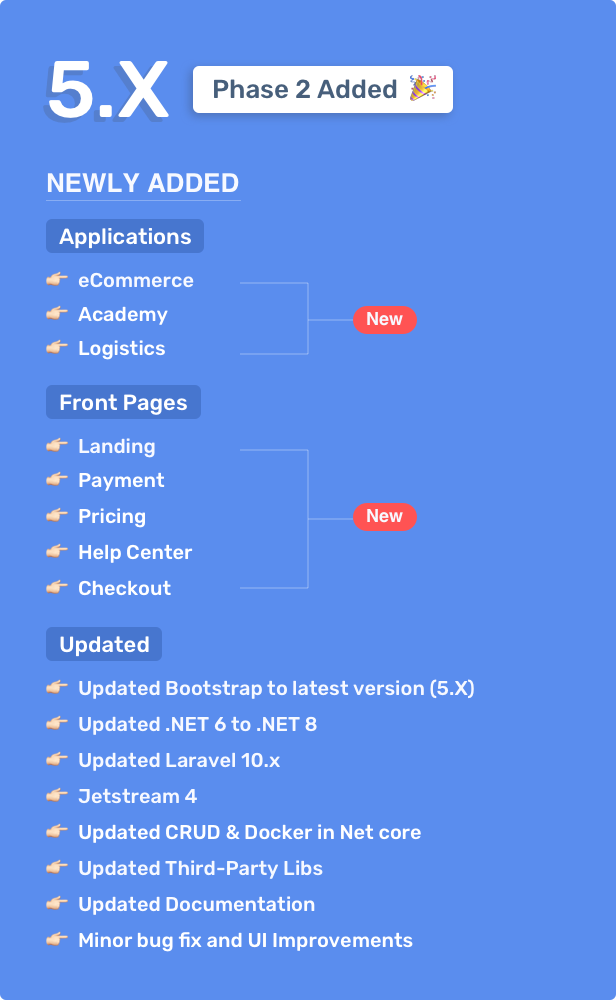 5.X
Phase 2 Added 🎉
NEWLY ADDED
Applications
👉🏻 eCommerce
👉🏻 Academy
👉🏻 Logistics
New
Front Pages
👉🏻 Landing
👉🏻 Payment
👉🏻 Pricing
👉🏻 Help Center
👉🏻 Checkout
New
Updated
👉🏻 Updated Bootstrap to latest version (5.X)
👉🏻 Updated .NET 6 to .NET 8
👉🏻 Updated Laravel 10.x
👉🏻 Jetstream 4
👉🏻 Updated CRUD & Docker in Net core
👉🏻 Updated Third-Party Libs
👉🏻 Updated Documentation
👉🏻 Minor bug fix and UI Improvements